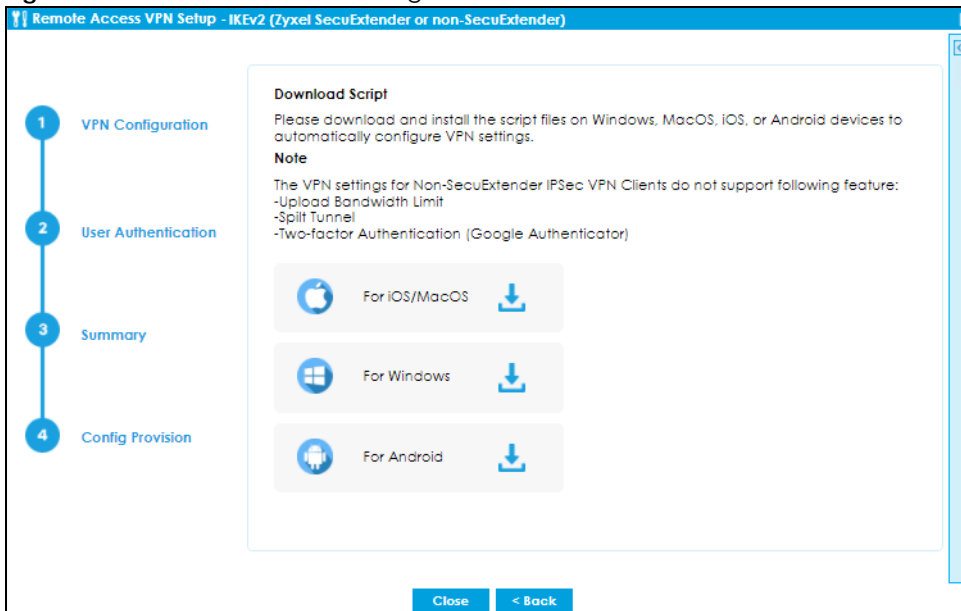 Remote Access VPN Setup - IKEv2 (Zyxel SecuExtender or non-SecuExtender)
1 VPN Configuration
2 User Authentication
3 Summary
4 Config Provision
Download Script
Please download and install the script files on Windows, MacOS, iOS, or Android devices to
automatically configure VPN settings.
Note
The VPN settings for Non-SecuExtender IPSec VPN Clients do not support following feature:
-Upload Bandwidth Limit
-Spilt Tunnel
-Two-factor Authentication (Google Authenticator)
For iOS/MacOS
For Windows
For Android
Close
< Back